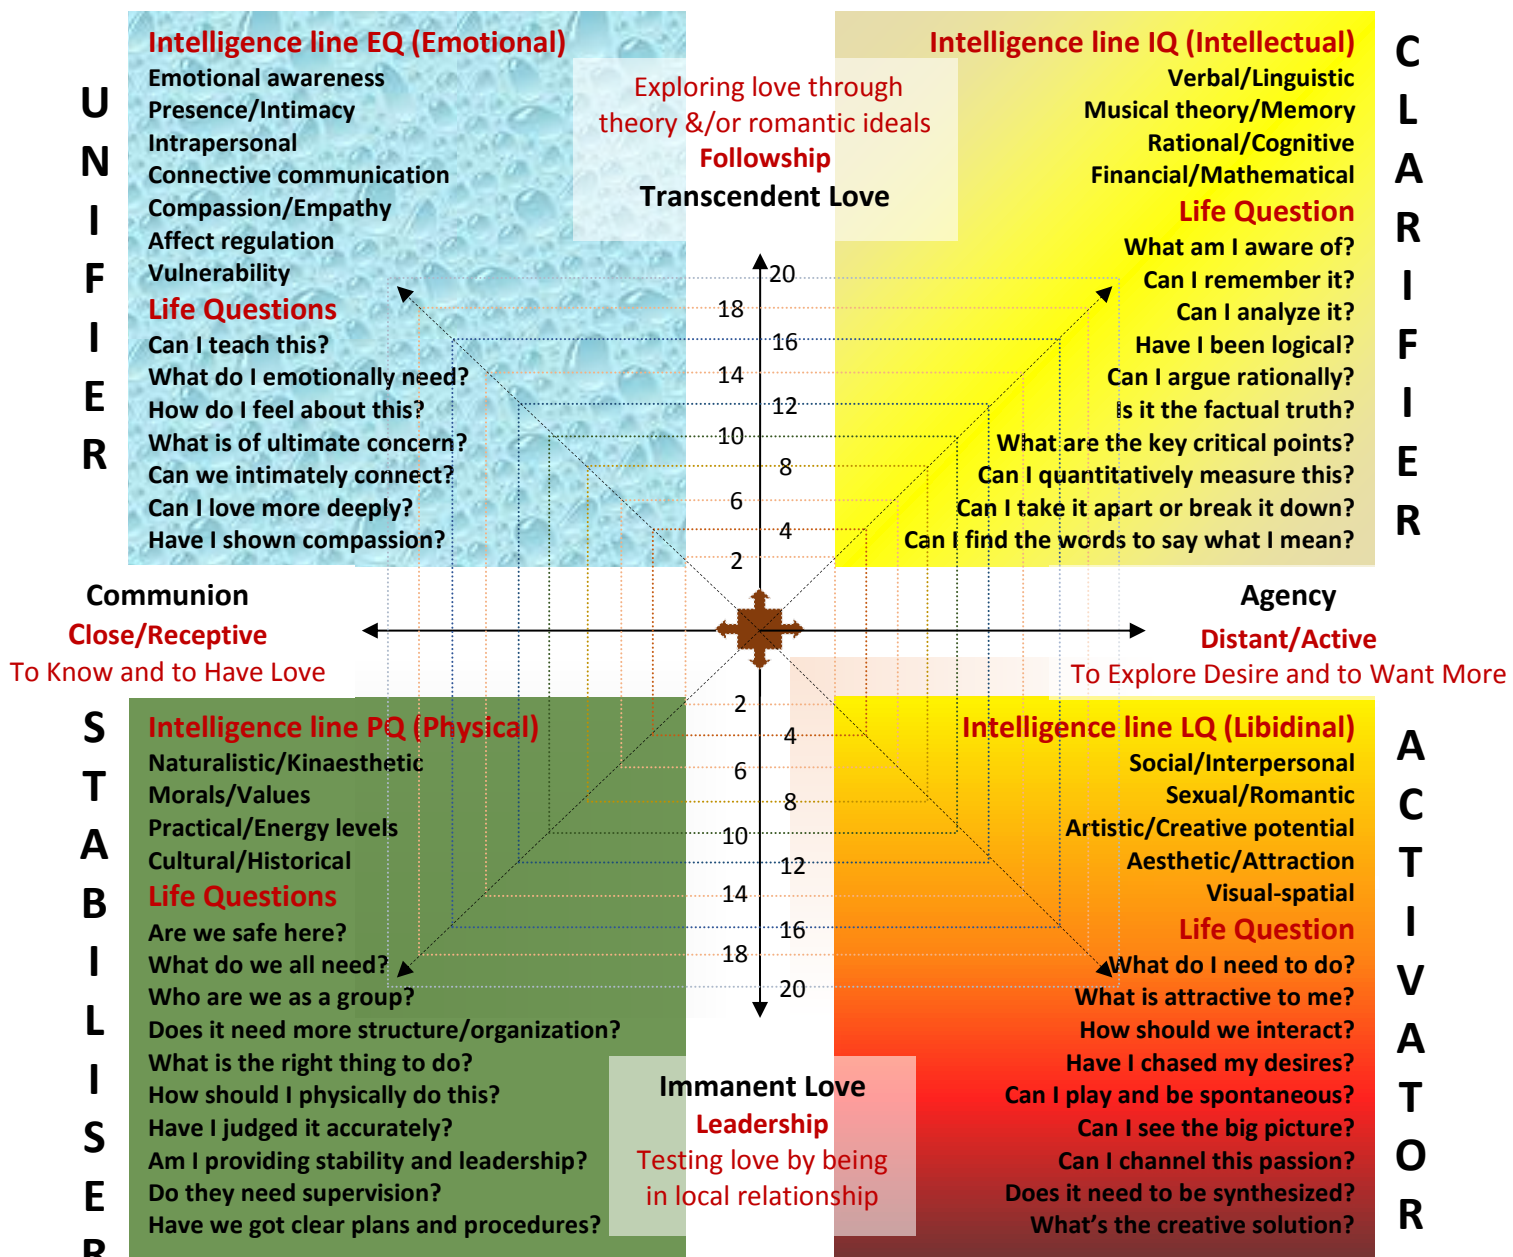 UNIFIER
Intelligence line EQ (Emotional)
Emotional awareness
Presence/Intimacy
Intrapersonal
Connective communication
Compassion/Empathy
Affect regulation
Vulnerability
Life Questions
Can I teach this?
What do I emotionally need?
How do I feel about this?
What is of ultimate concern?
Can we intimately connect?
Can I love more deeply?
Have I shown compassion?
Exploring love through
theory &/or romantic ideals
Followship
Transcendent Love
Intelligence line IQ (Intellectual)
Verbal/Linguistic
Musical theory/Memory
Rational/Cognitive
Financial/Mathematical
Life Question
What am I aware of?
Can I remember it?
Can I analyze it?
Have I been logical?
Can I argue rationally?
Is it the factual truth?
What are the key critical points?
Can I quantitatively measure this?
Can I take it apart or break it down?
Can I find the words to say what I mean?
CLARIFIER
20
18
16
14
12
10
8
6
4
2
Communion
Close/Receptive
To Know and to Have Love
Agency
Distant/Active
To Explore Desire and to Want More
2
4
6
8
10
12
14
16
18
20
STABILISER
Intelligence line PQ (Physical)
Naturalistic/Kinaesthetic
Morals/Values
Practical/Energy levels
Cultural/Historical
Life Questions
Are we safe here?
What do we all need?
Who are we as a group?
Does it need more structure/organization?
What is the right thing to do?
How should I physically do this?
Have I judged it accurately?
Am I providing stability and leadership?
Do they need supervision?
Have we got clear plans and procedures?
Immanent Love
Leadership
Testing love by being
in local relationship
Intelligence line LQ (Libidinal)
Social/Interpersonal
Sexual/Romantic
Artistic/Creative potential
Aesthetic/Attraction
Visual-spatial
Life Question
What do I need to do?
What is attractive to me?
How should we interact?
Have I chased my desires?
Can I play and be spontaneous?
Can I see the big picture?
Can I channel this passion?
Does it need to be synthesized?
What's the creative solution?
ACTIVATOR